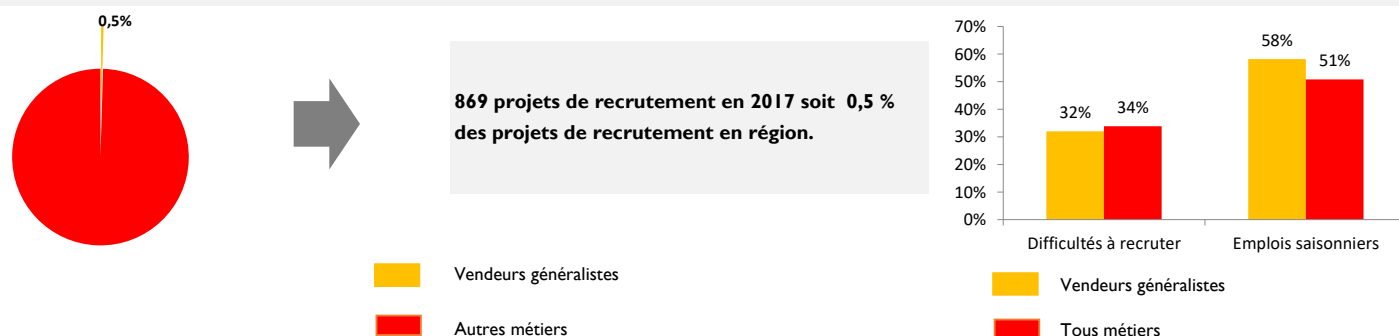 0,5%
869 projets de recrutement en 2017 soit 0,5 %
des projets de recrutement en région.
Vendeurs généralistes
Autres métiers
70%
60%
50%
40%
30%
20%
10%
0%
32%
34%
58%
51%
Difficultés à recruter
Emplois saisonniers
Vendeurs généralistes
Tous métiers